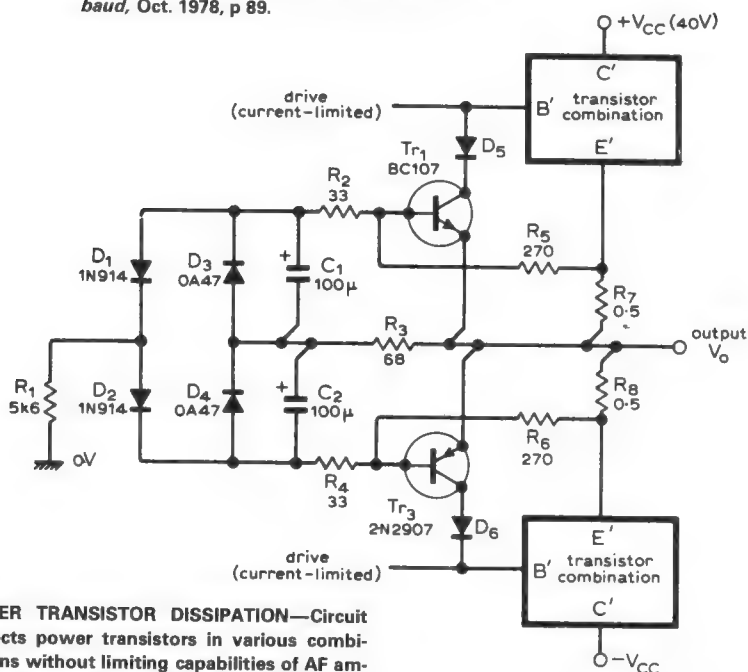 baud, Oct. 1978, p 89.
+VCC (40V)
C'
drive
(current-limited)
B'
transistor
combination
E'
Tr1
BC107
D5
R2
33
R5
270
D1
1N914
D3
OA47
+
C1
100μ
R7
0.5
R3
68
output
Vo
R1
5k6
D2
1N914
D4
OA47
+
C2
100μ
R8
0.5
R6
270
0V
R4
33
Tr3
2N2907
D6
E'
drive
(current-limited)
B'
transistor
combination
C'
-VCC
ER TRANSISTOR DISSIPATION—Circuit
ects power transistors in various combi-
ns without limiting capabilities of AF am-